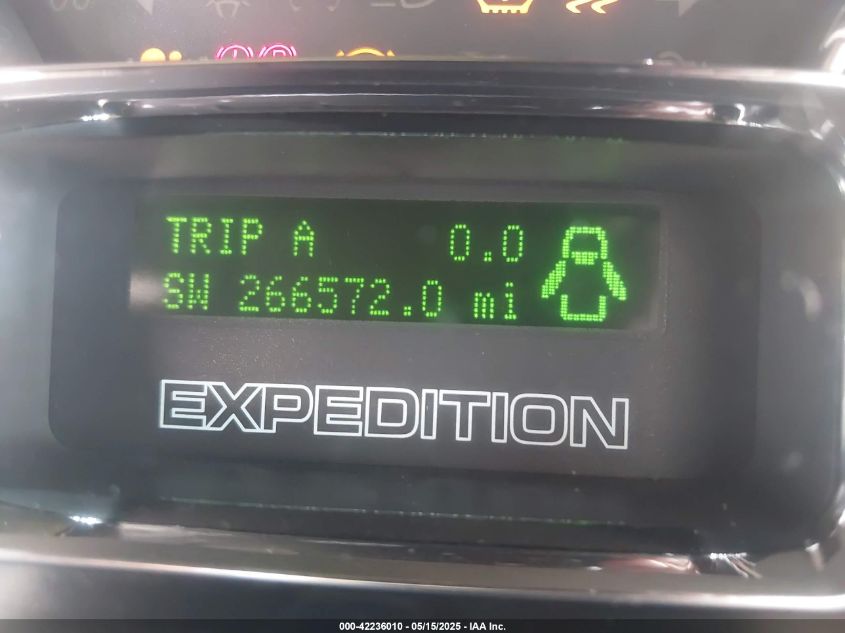 TRIP A 0.0
SW 266572.0 mi
EXPEDITION
000-42236010 - 05/15/2025 - IAA Inc.